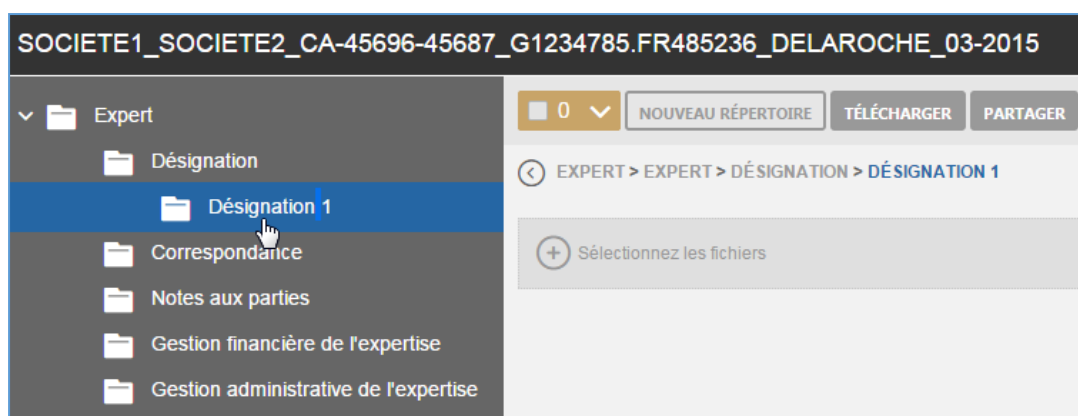 SOCIETE1_SOCIETE2_CA-45696-45687_G1234785.FR485236_DELAROCHE_03-2015
Expert
Désignation
Désignation 1
Correspondance
Notes aux parties
Gestion financière de l'expertise
Gestion administrative de l'expertise
0 NOUVEAU RÉPERTOIRE TÉLÉCHARGER PARTAGER
EXPERT > EXPERT > DÉSIGNATION > DÉSIGNATION 1
Sélectionnez les fichiers